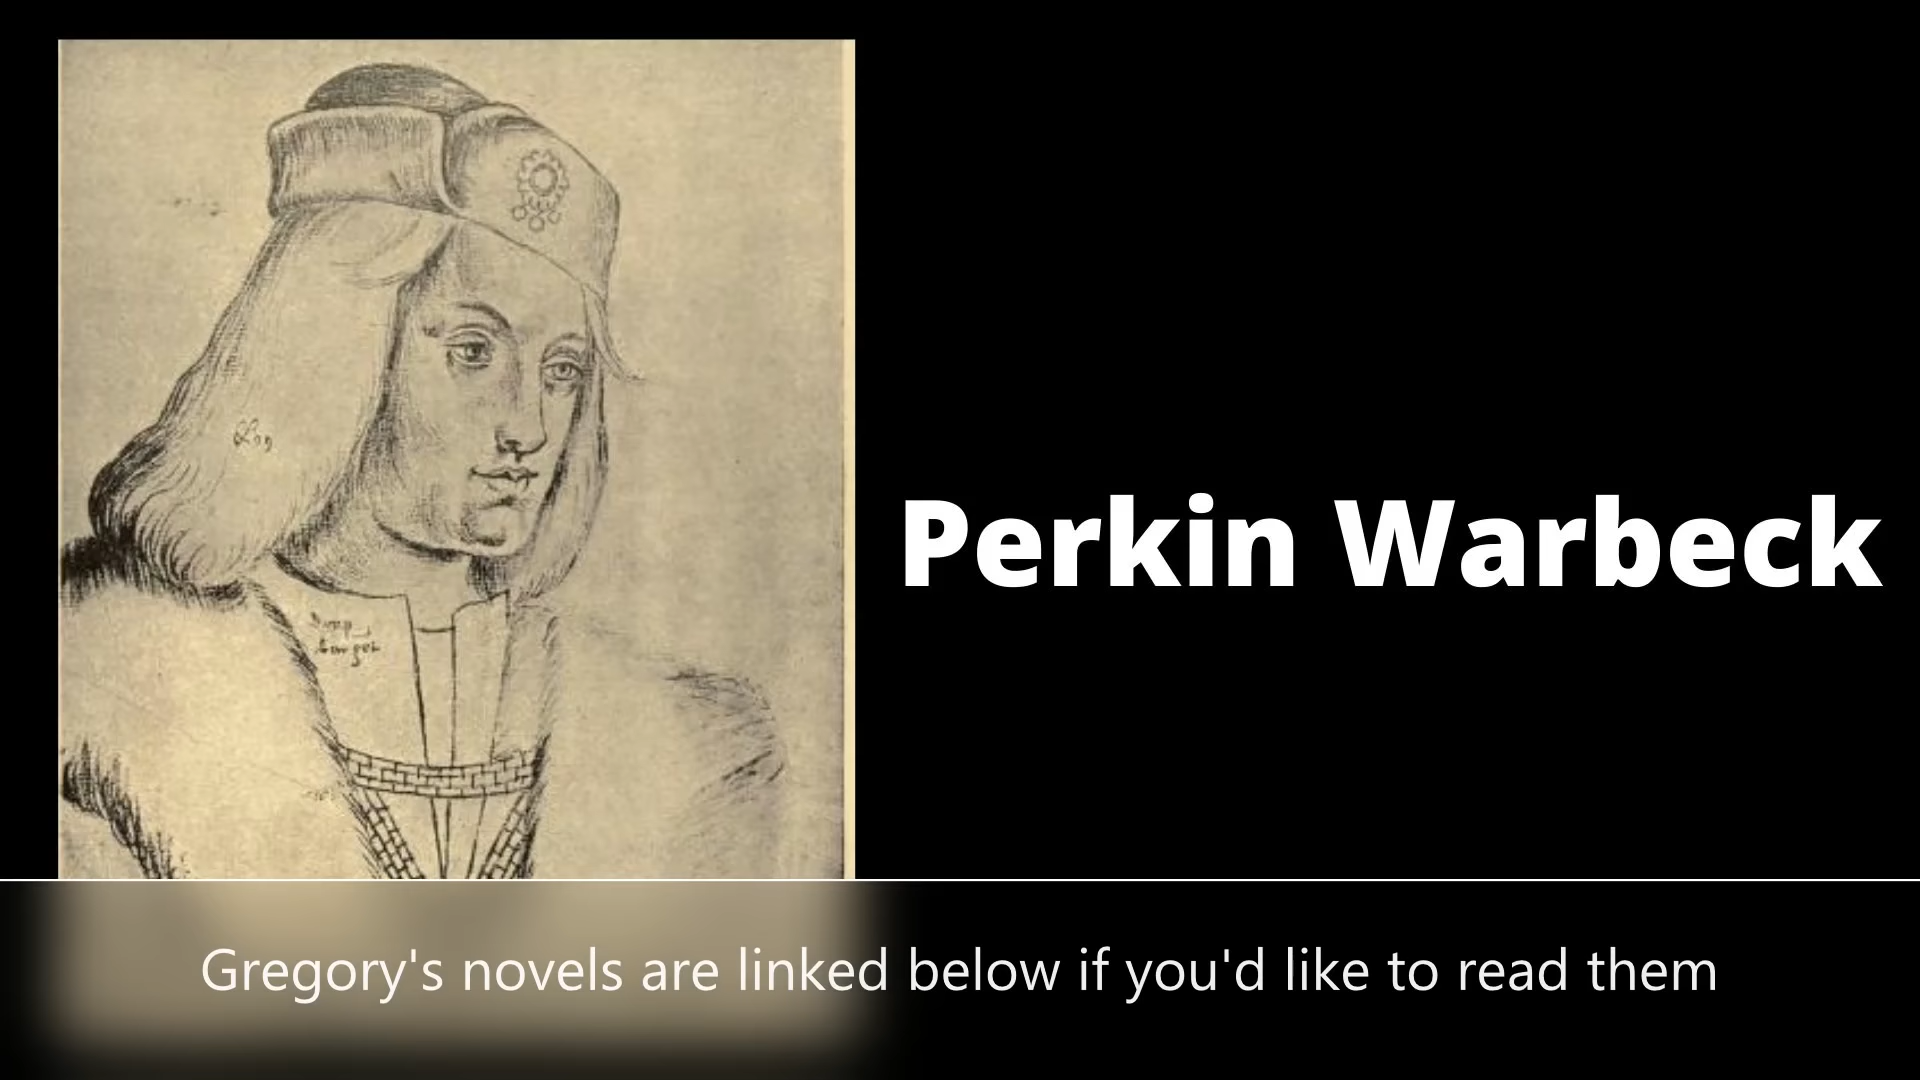 Perkin Warbeck
Gregory's novels are linked below if you'd like to read them